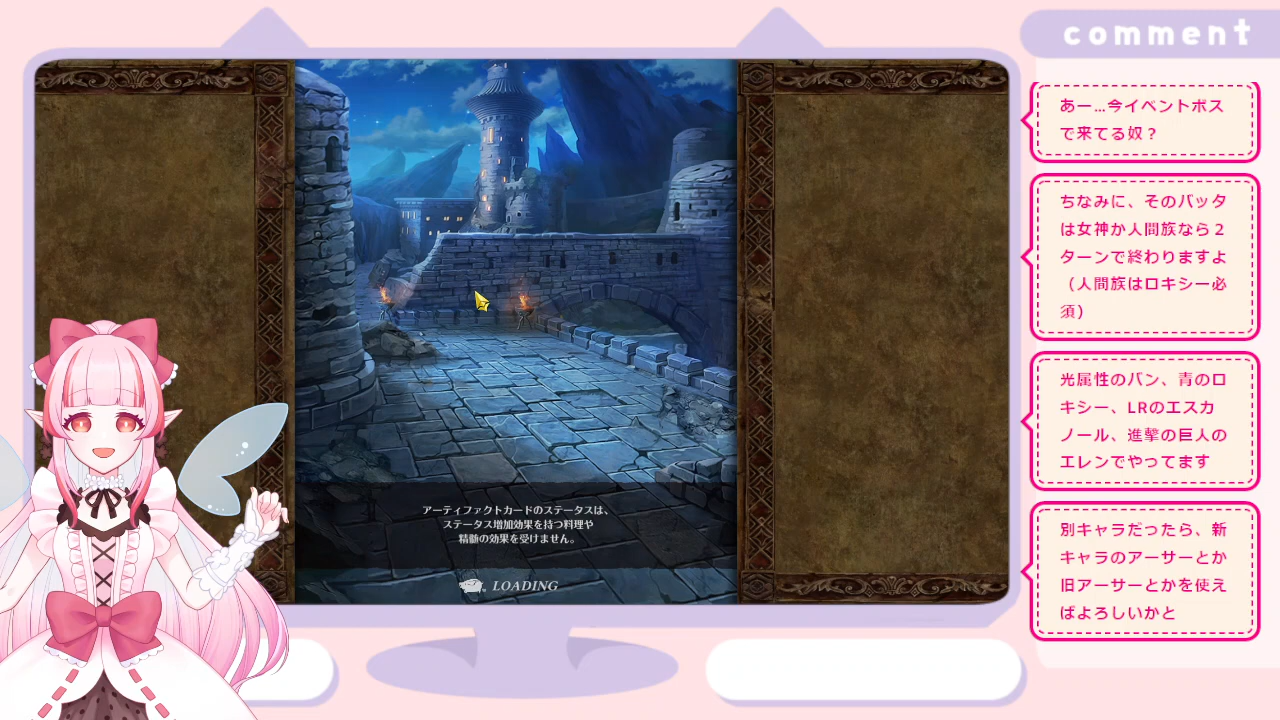 comment
あー…今イベントボス
で来てる奴？
ちなみに、そのバッタ
は女神か人間族なら２
ターンで終わりますよ
（人間族はロキシー必
須）
光属性のバン、青のロ
キシー、LRのエスカ
ノール、進撃の巨人の
エレンでやってます
別キャラだったら、新
キャラのアーサーとか
旧アーサーとかを使え
ばよろしいかと
アーティファクトカードのステータスは、
ステータス増加効果を持つ料理や
精髄の効果を受けません。
LOADING